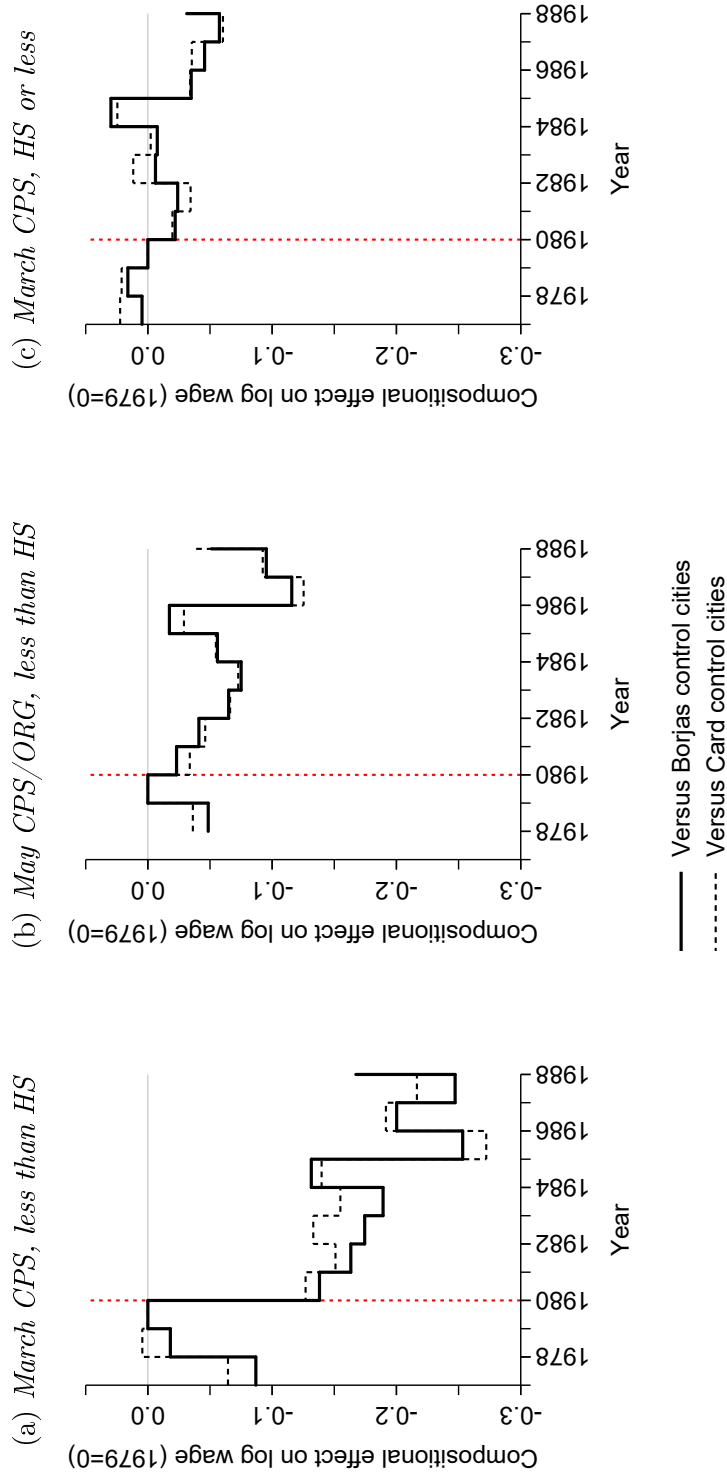 (a) March CPS, less than HS
Compositional effect on log wage (1979=0)
0.0
-0.1
-0.2
-0.3
1978
1980
1982
1984
1986
1988
Year
(b) May CPS/ORG, less than HS
Compositional effect on log wage (1979=0)
0.0
-0.1
-0.2
-0.3
1978
1980
1982
1984
1986
1988
Year
(c) March CPS, HS or less
Compositional effect on log wage (1979=0)
0.0
-0.1
-0.2
-0.3
1978
1980
1982
1984
1986
1988
Year
Versus Borjas control cities
Versus Card control cities